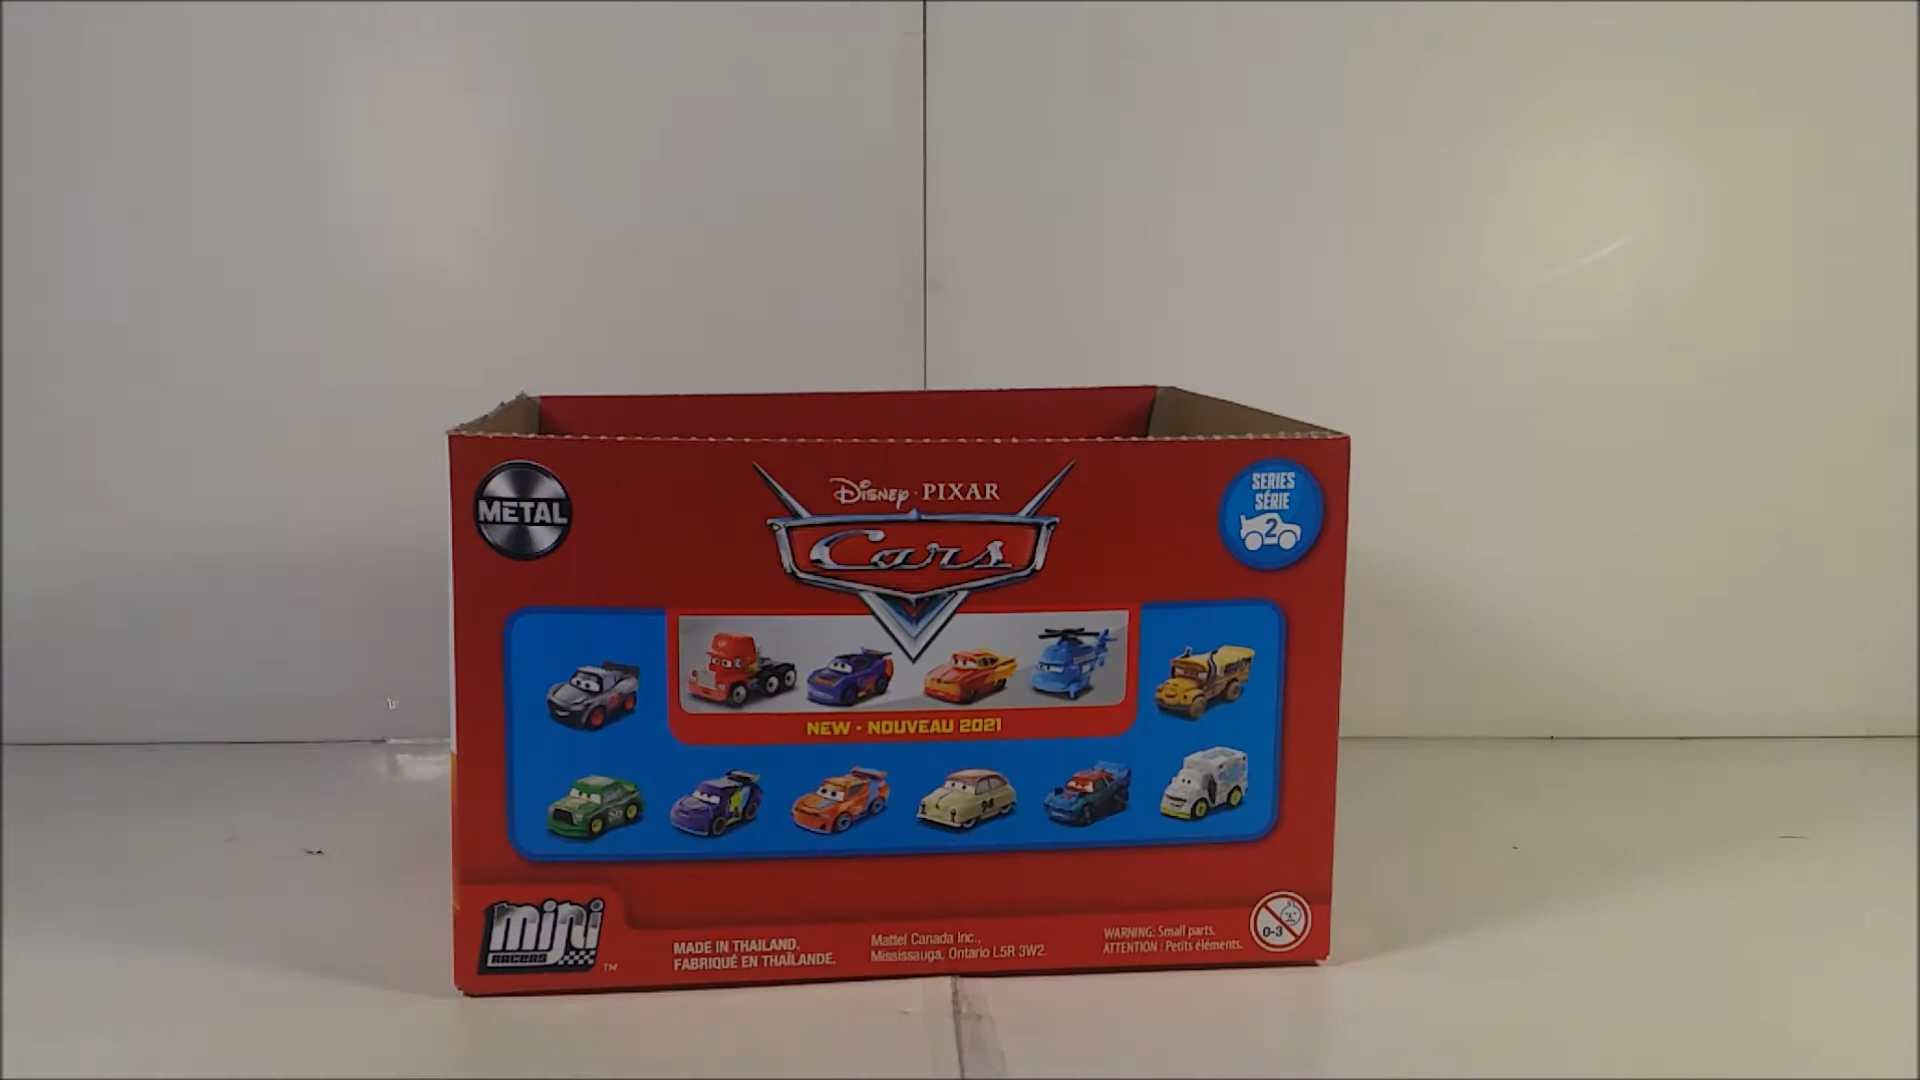 METAL
DISNEY · PIXAR
Cars
SERIES
SÉRIE
2
NEW · NOUVEAU 2021
94
mini
RACERS
TM
MADE IN THAILAND.
FABRIQUÉ EN THAÏLANDE.
Mattel Canada Inc.,
Mississauga, Ontario L5R 3W2.
WARNING: Small parts.
ATTENTION : Petits éléments.
0-3